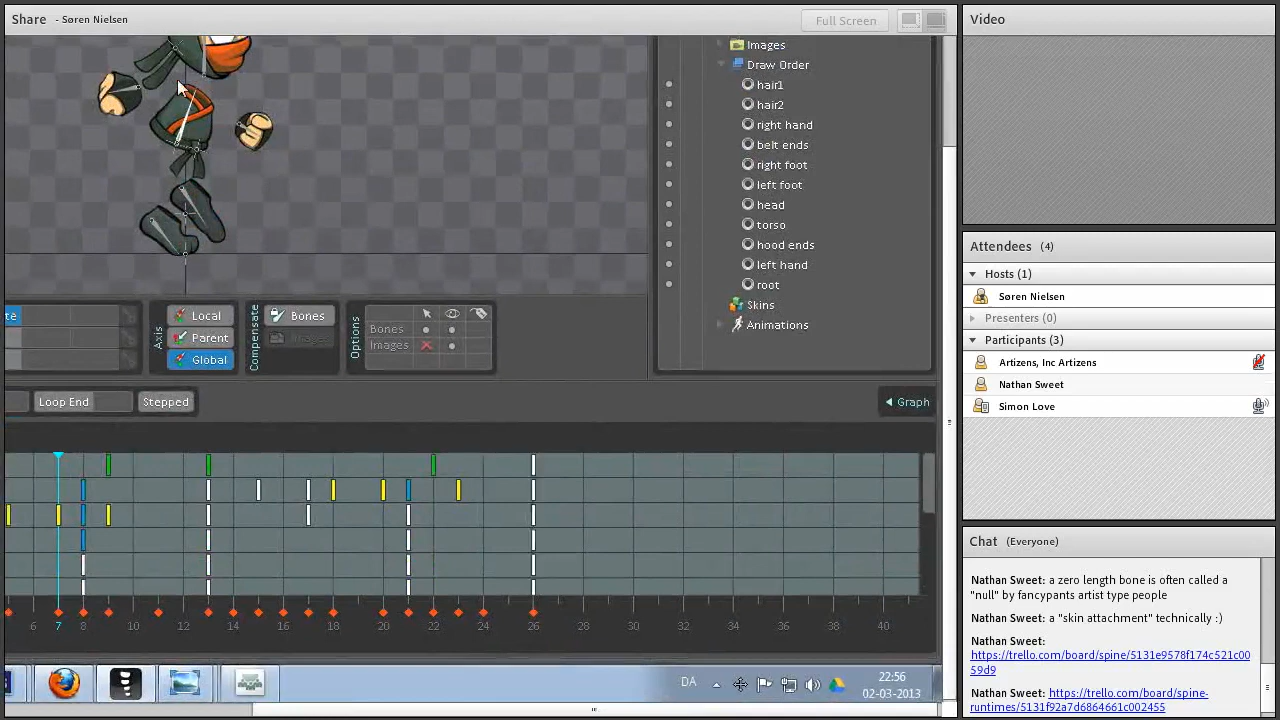 Share - Søren Nielsen
Full Screen
Video
Images
Draw Order
hair1
hair2
right hand
belt ends
right foot
left foot
head
torso
hood ends
left hand
root
Skins
Animations
Attendees (4)
Hosts (1)
Søren Nielsen
Presenters (0)
Participants (3)
Artizens, Inc Artizens
Nathan Sweet
Simon Love
Axis
Local
Parent
Global
Compensate
Bones
Options
Bones
Images
Loop End
Stepped
Graph
6 7 8 10 12 14 16 18 20 22 24 26 28 30 32 34 36 38 40
Chat (Everyone)
Nathan Sweet: a zero length bone is often called a
"null" by fancypants artist type people
Nathan Sweet: a "skin attachment" technically :)
Nathan Sweet:
https://trello.com/board/spine/5131e9578f174c521c00
59d9
Nathan Sweet: https://trello.com/board/spine-
runtimes/5131f92a7d6864661c002455
DA
22:56
02-03-2013